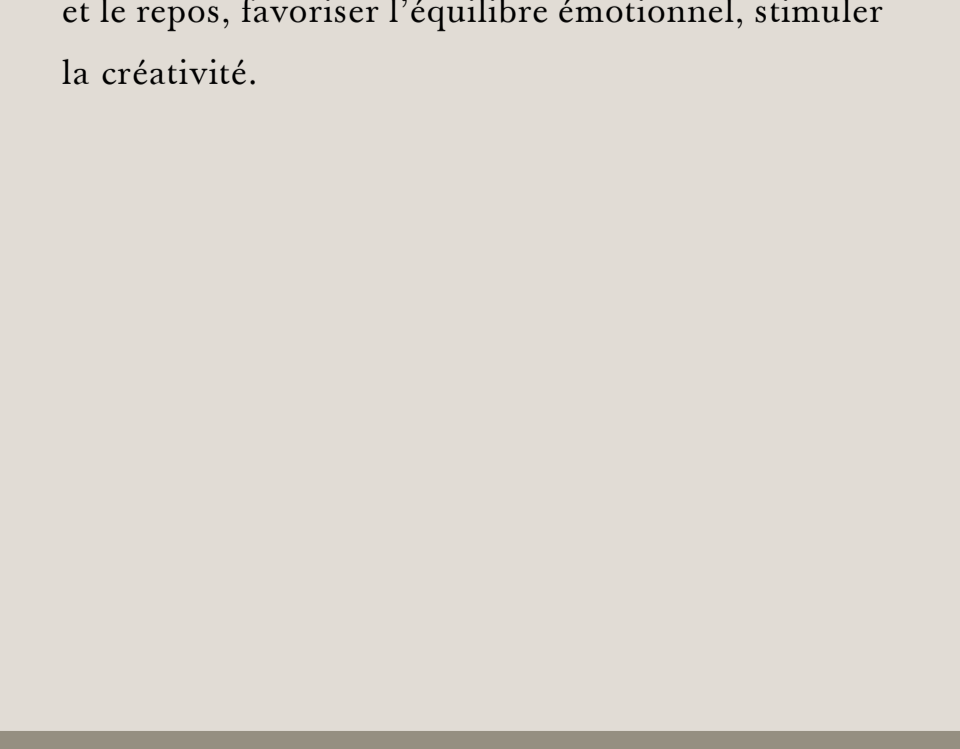 et le repos, favoriser l’équilibre émotionnel, stimuler
la créativité.